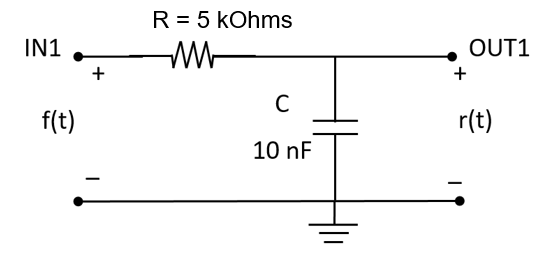 R = 5 kOhms
IN1
OUT1
+
+
C
f(t)
r(t)
10 nF
−
−